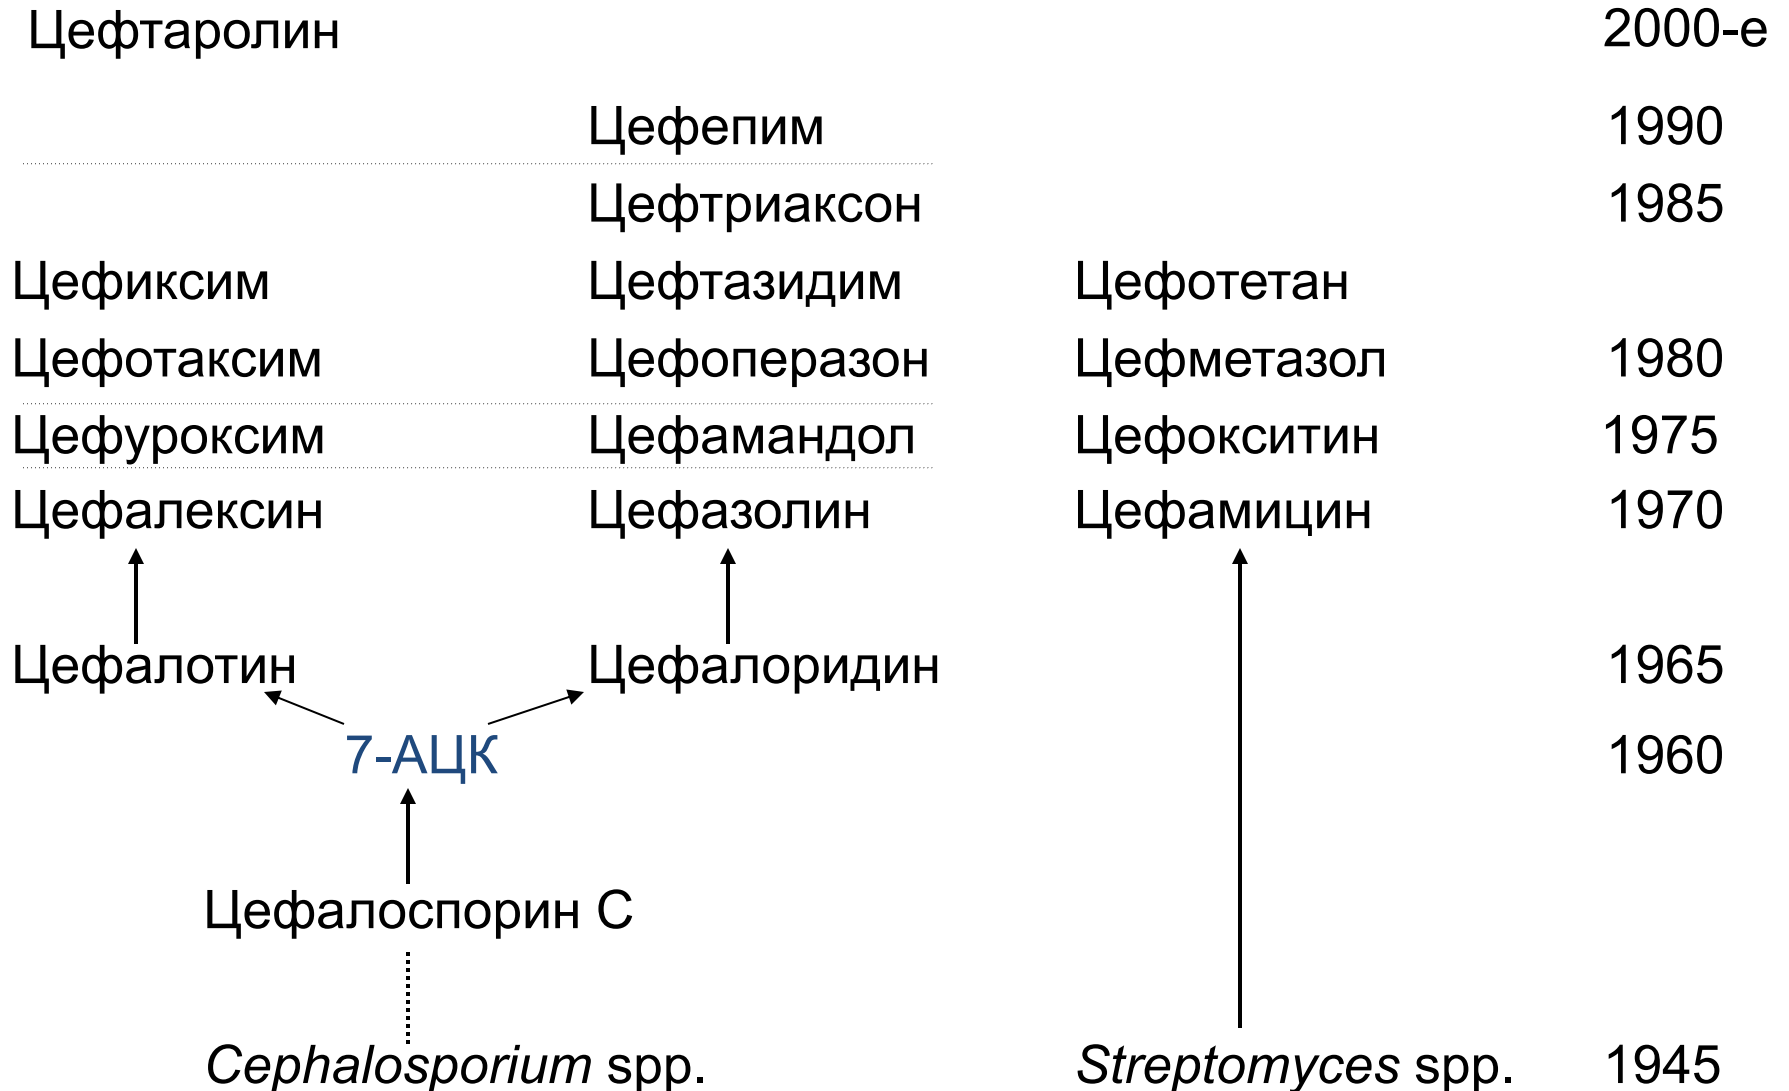 Цефтаролин 2000-е
Цефепим 1990
Цефтриаксон 1985
Цефиксим Цефтазидим Цефотетан
Цефотаксим Цефоперазон Цефметазол 1980
Цефуроксим Цефамандол Цефокситин 1975
Цефалексин Цефазолин Цефамицин 1970
Цефалотин Цефалоридин 1965
7-АЦК 1960
Цефалоспорин С
Cephalosporium spp. Streptomyces spp. 1945